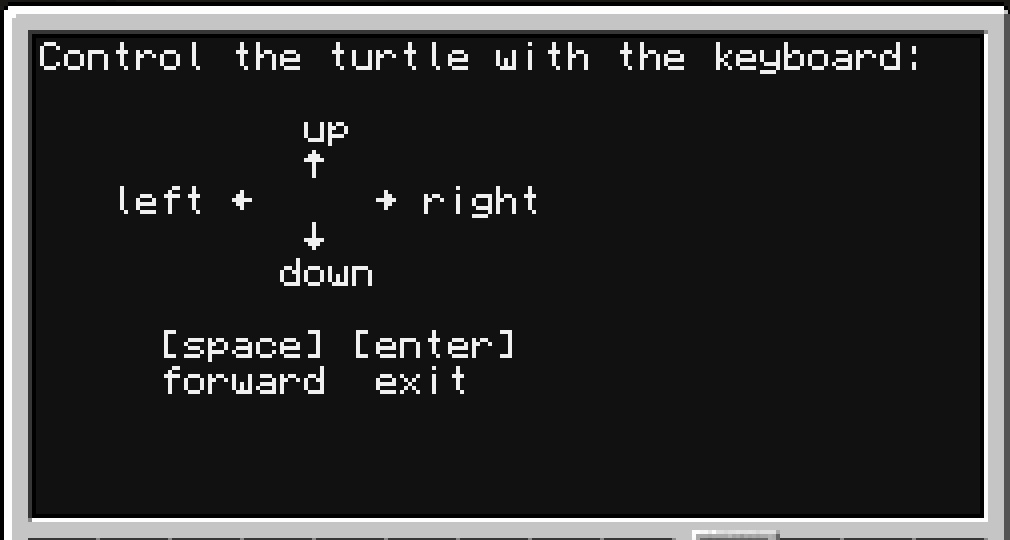 Control the turtle with the keyboard:
up
↑
left ← → right
↓
down
[space] [enter]
forward exit